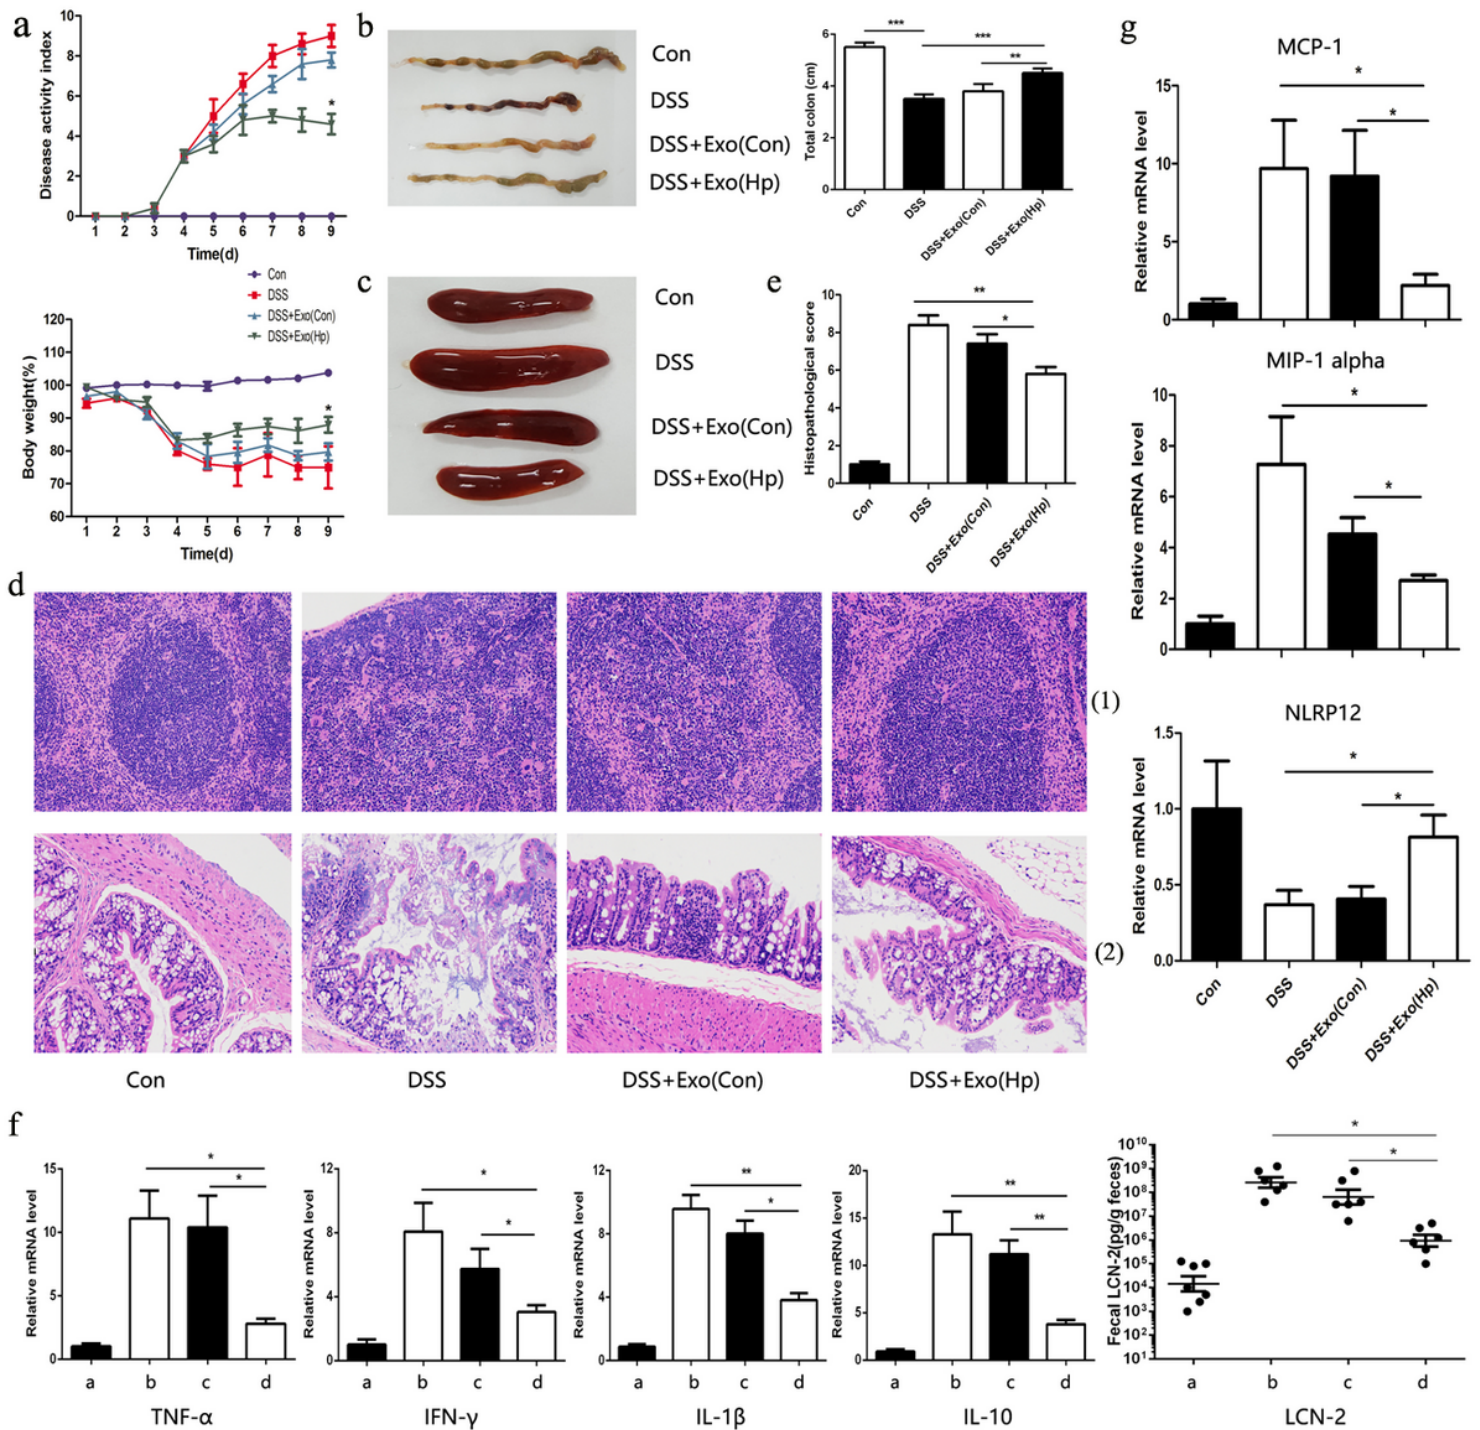 a
Disease activity index
10
8
6
4
2
0
1 2 3 4 5 6 7 8 9
*
Time(d)
Con
DSS
DSS+Exo(Con)
DSS+Exo(Hp)
Body weight(%)
120
110
100
90
80
70
60
*
1 2 3 4 5 6 7 8 9
Time(d)
b
Con
DSS
DSS+Exo(Con)
DSS+Exo(Hp)
Total colon (cm)
6
4
2
0
***
***
**
Con DSS DSS+Exo(Con) DSS+Exo(Hp)
c
Con
DSS
DSS+Exo(Con)
DSS+Exo(Hp)
e
Histopathological score
10
8
6
4
2
0
**
*
Con DSS DSS+Exo(Con) DSS+Exo(Hp)
g
MCP-1
Relative mRNA level
15
10
5
0
*
*
MIP-1 alpha
Relative mRNA level
10
8
6
4
2
0
*
*
NLRP12
Relative mRNA level
1.5
1.0
0.5
0.0
*
*
Con DSS DSS+Exo(Con) DSS+Exo(Hp)
d
(1)
(2)
Con DSS DSS+Exo(Con) DSS+Exo(Hp)
f
Relative mRNA level
15
10
5
0
*
*
a b c d
TNF-α
Relative mRNA level
12
8
4
0
*
*
a b c d
IFN-γ
Relative mRNA level
12
8
4
0
**
*
a b c d
IL-1β
Relative mRNA level
20
15
10
5
0
**
**
a b c d
IL-10
Fecal LCN-2(pg/g feces)
10¹⁰
10⁹
10⁸
10⁷
10⁶
10⁵
10⁴
10³
10²
10¹
*
*
a b c d
LCN-2